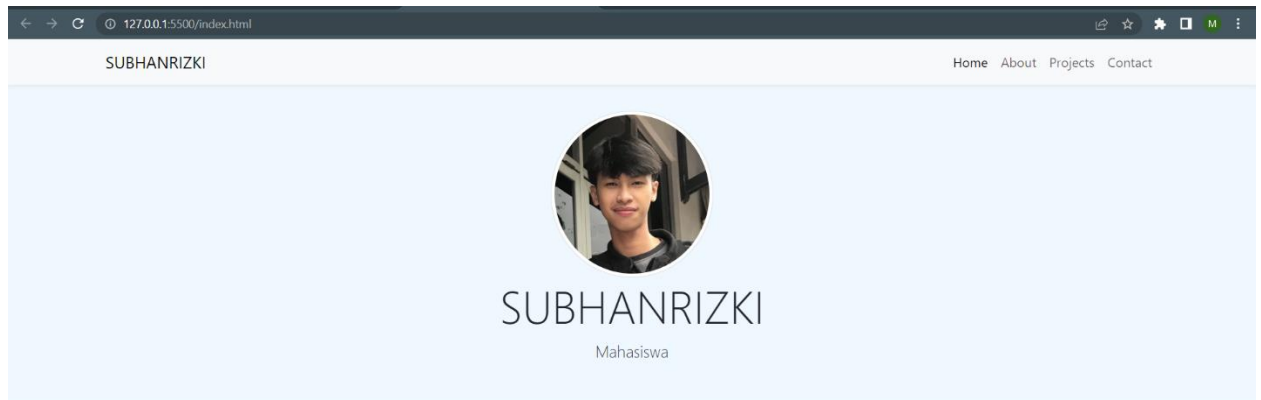 127.0.0.1:5500/index.html
M
SUBHANRIZKI
Home About Projects Contact
SUBHANRIZKI
Mahasiswa